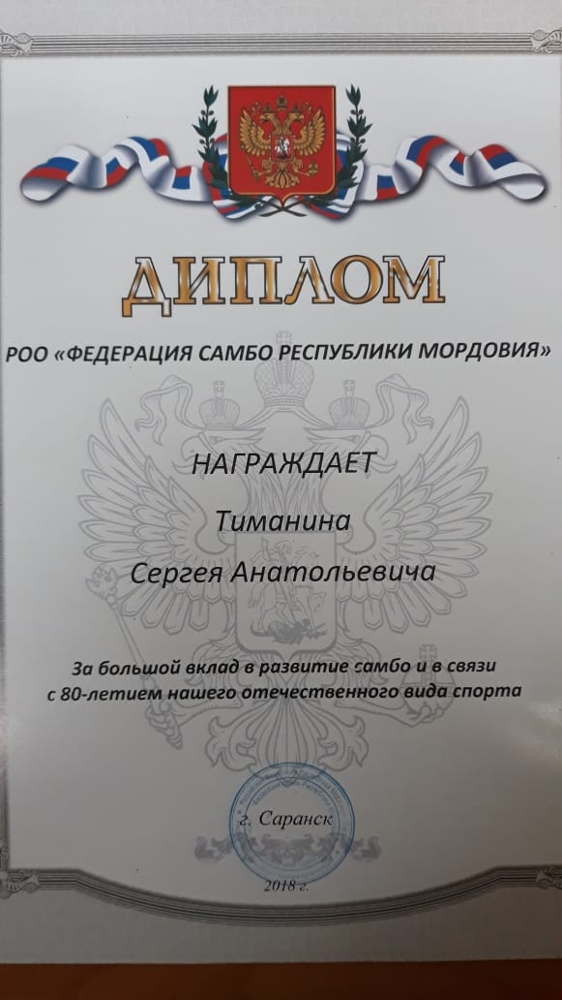 ДИПЛОМ
РОО «ФЕДЕРАЦИЯ САМБО РЕСПУБЛИКИ МОРДОВИЯ»
НАГРАЖДАЕТ
Тиманина
Сергея Анатольевича
За большой вклад в развитие самбо и в связи
с 80-летием нашего отечественного вида спорта
г. Саранск
2018 г.